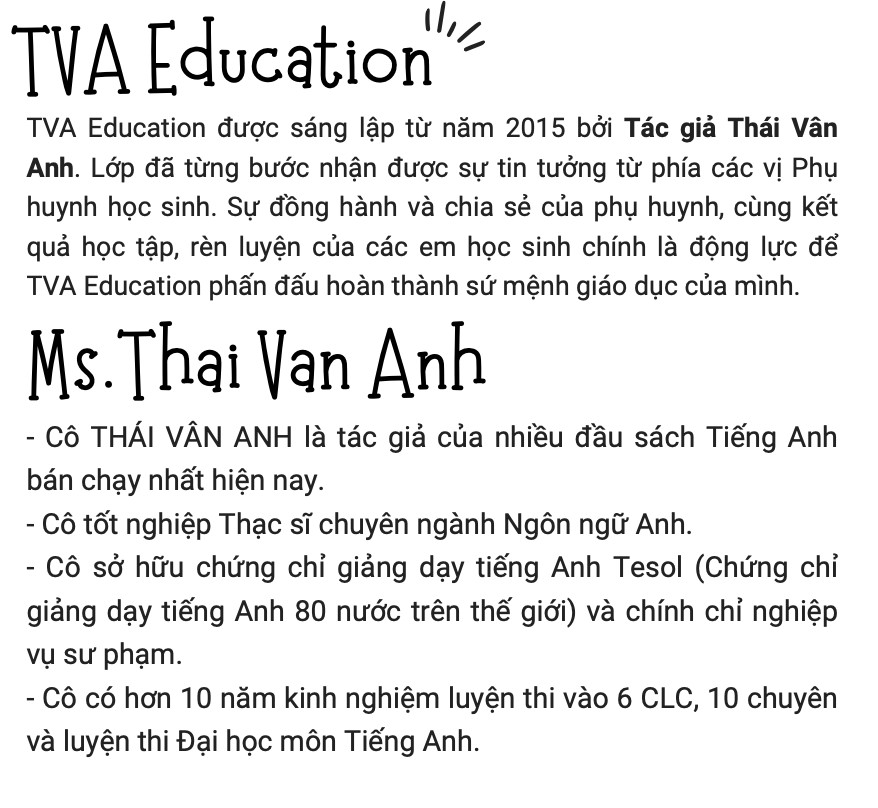 TVA Education
TVA Education được sáng lập từ năm 2015 bởi Tác giả Thái Vân
Anh. Lớp đã từng bước nhận được sự tin tưởng từ phía các vị Phụ
huynh học sinh. Sự đồng hành và chia sẻ của phụ huynh, cùng kết
quả học tập, rèn luyện của các em học sinh chính là động lực để
TVA Education phấn đấu hoàn thành sứ mệnh giáo dục của mình.
Ms.Thai Van Anh
- Cô THÁI VÂN ANH là tác giả của nhiều đầu sách Tiếng Anh
bán chạy nhất hiện nay.
- Cô tốt nghiệp Thạc sĩ chuyên ngành Ngôn ngữ Anh.
- Cô sở hữu chứng chỉ giảng dạy tiếng Anh Tesol (Chứng chỉ
giảng dạy tiếng Anh 80 nước trên thế giới) và chính chỉ nghiệp
vụ sư phạm.
- Cô có hơn 10 năm kinh nghiệm luyện thi vào 6 CLC, 10 chuyên
và luyện thi Đại học môn Tiếng Anh.